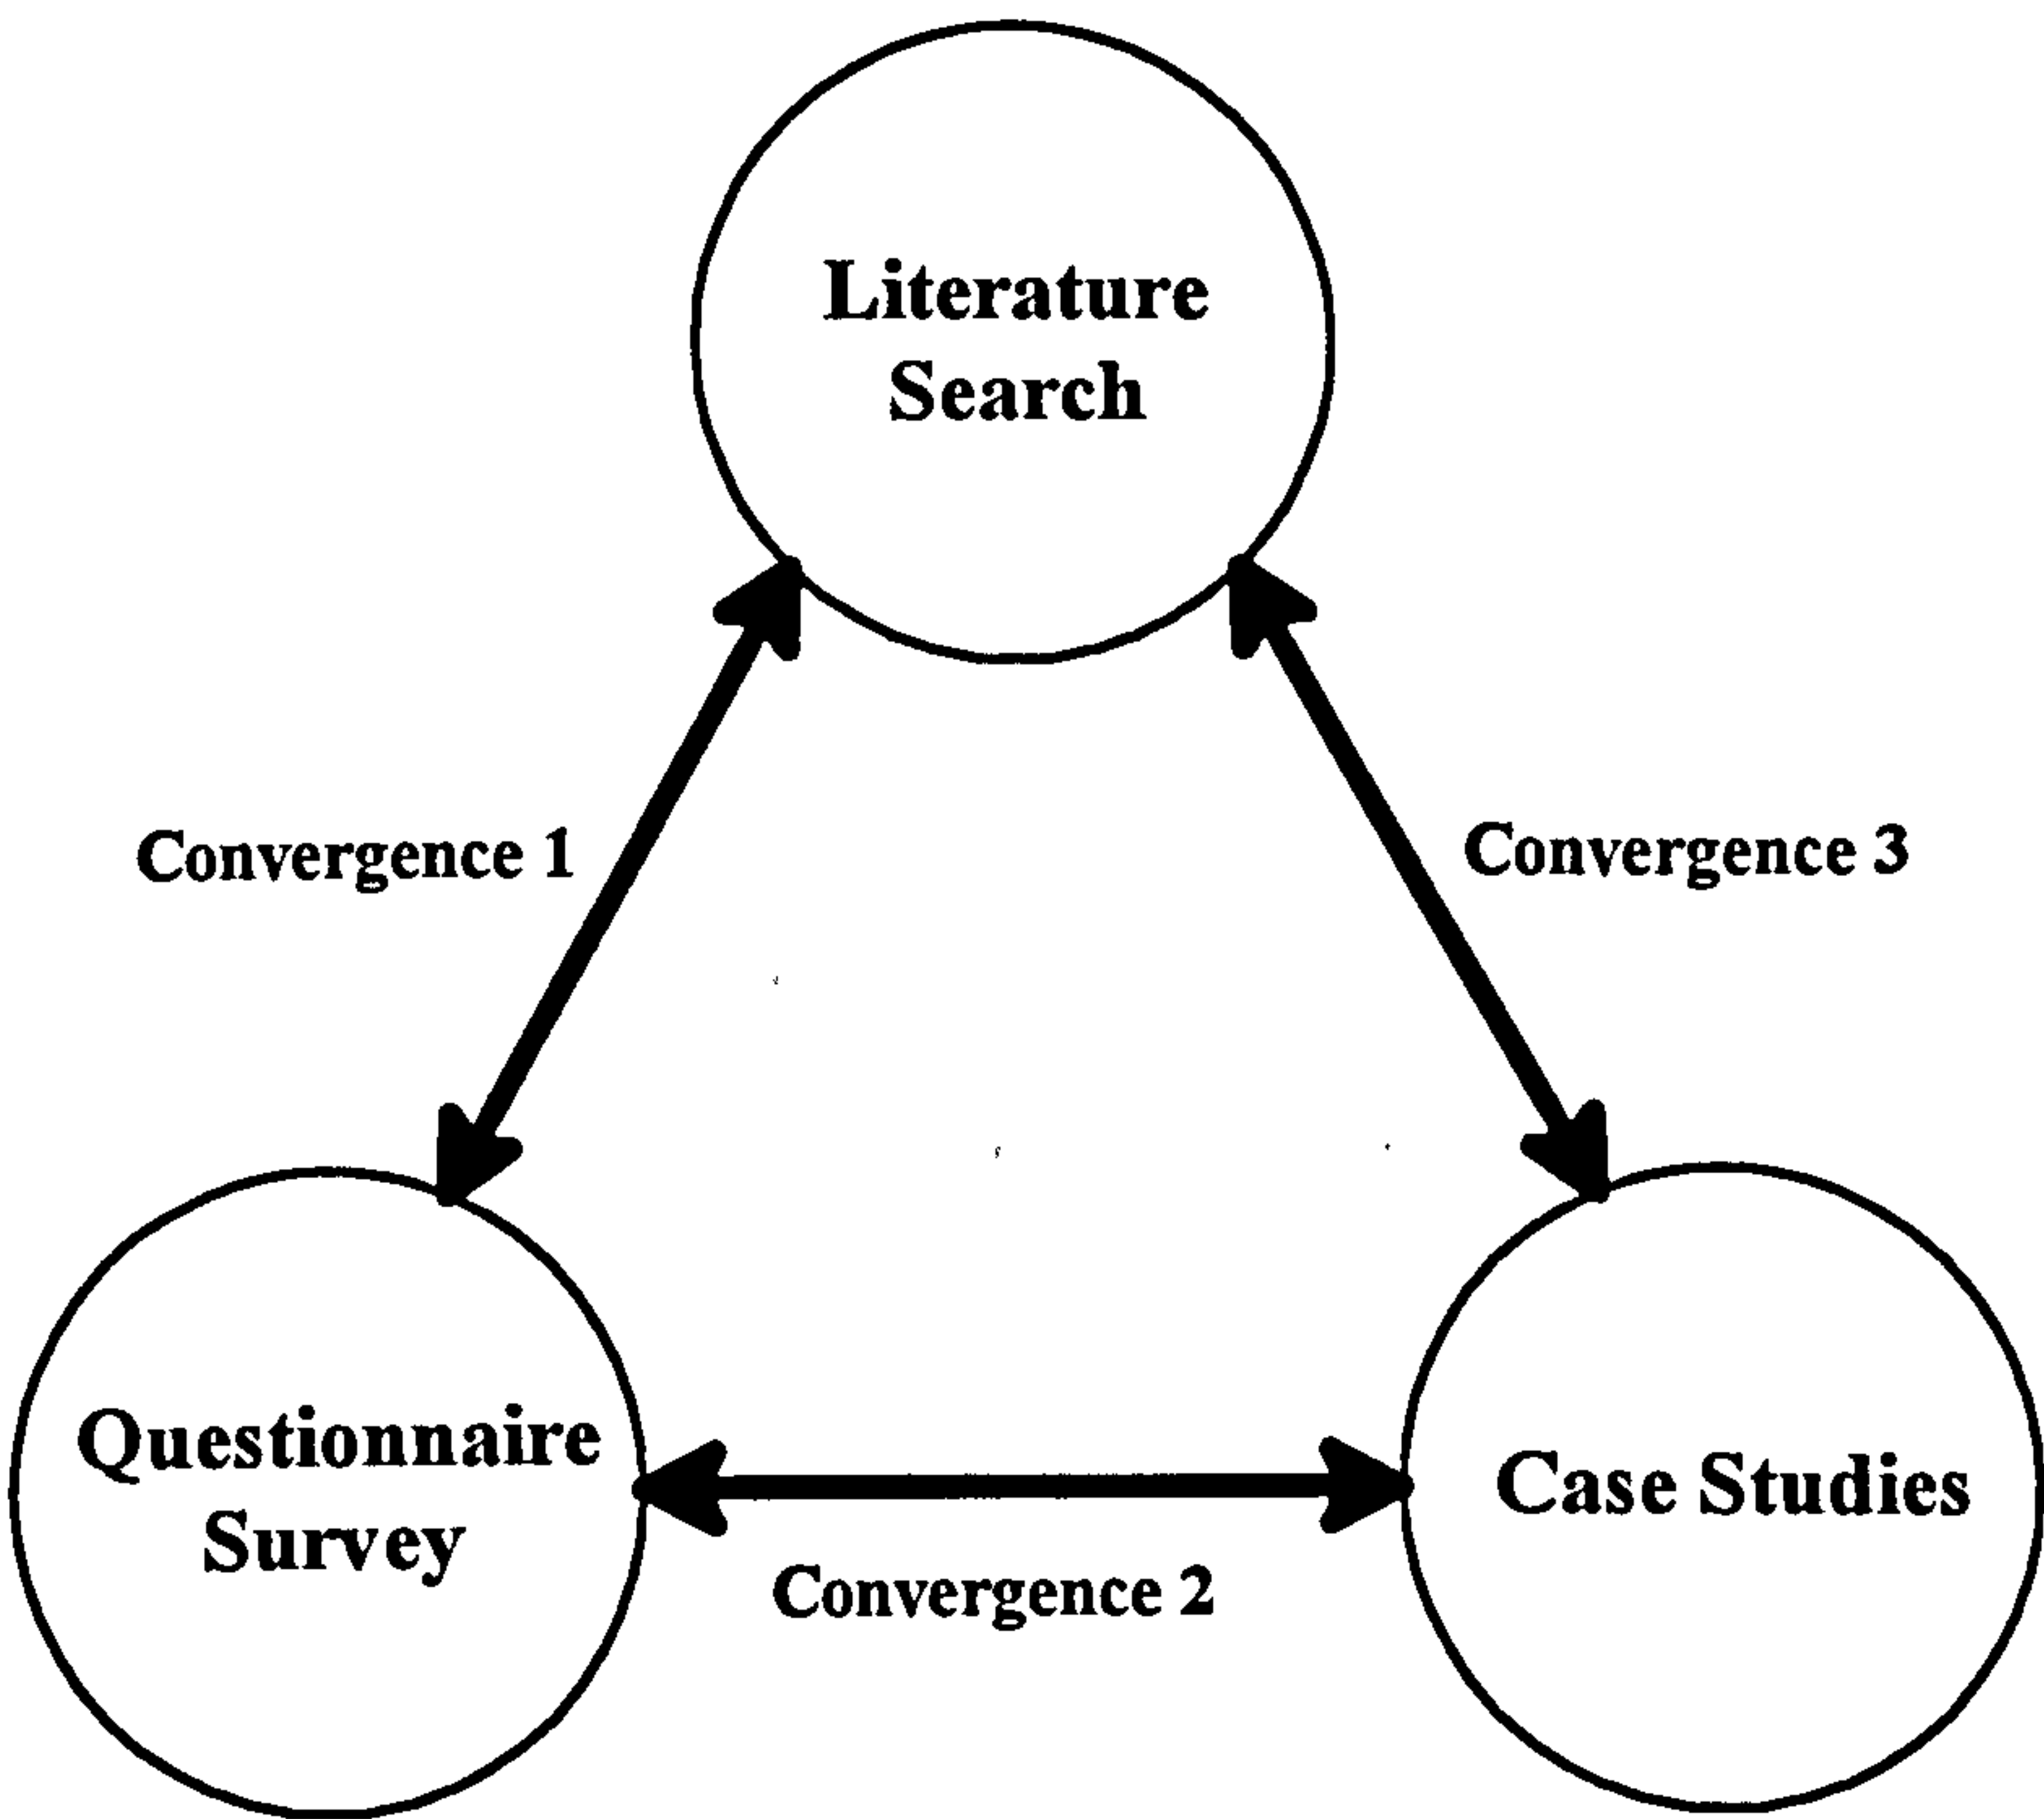 Literature
Search
Convergence 1
Convergence 3
Questionnaire
Survey
Case Studies
Convergence 2